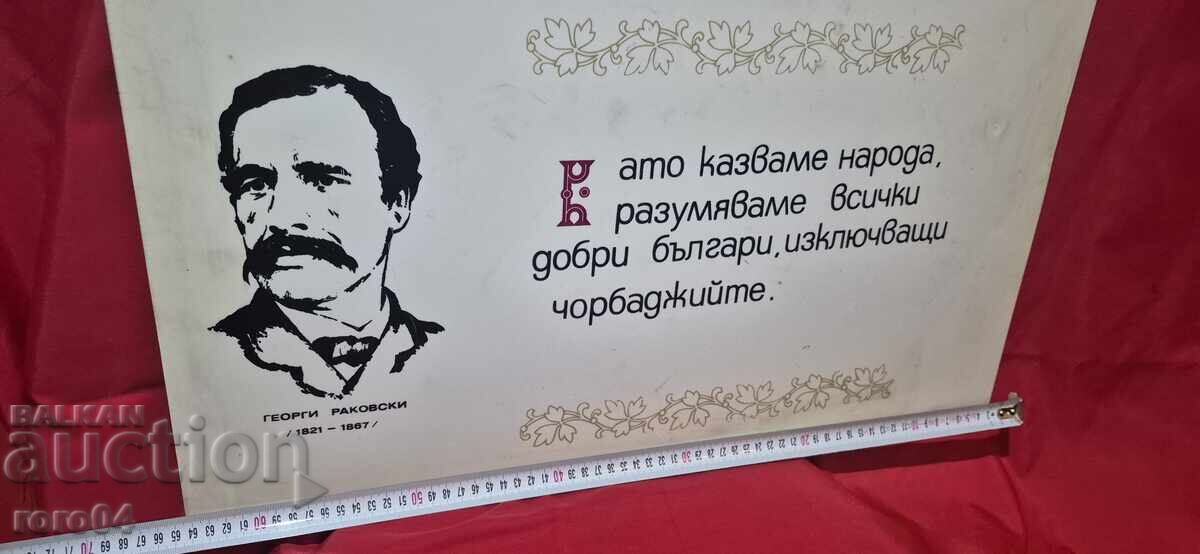 Като казваме народа,
разумяваме всички
добри българи, изключващи
чорбаджийте.
ГЕОРГИ РАКОВСКИ
/ 1821 – 1867 /
BALKAN
auction
roro04